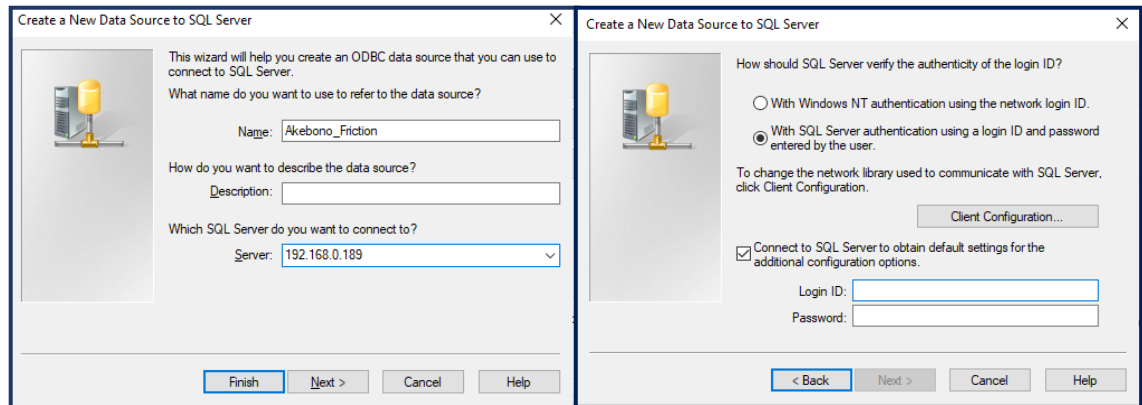 Create a New Data Source to SQL Server
This wizard will help you create an ODBC data source that you can use to
connect to SQL Server.
What name do you want to use to refer to the data source?
Name: Akebono_Friction
How do you want to describe the data source?
Description:
Which SQL Server do you want to connect to?
Server: 192.168.0.189
Finish Next > Cancel Help
Create a New Data Source to SQL Server
How should SQL Server verify the authenticity of the login ID?
With Windows NT authentication using the network login ID.
With SQL Server authentication using a login ID and password
entered by the user.
To change the network library used to communicate with SQL Server,
click Client Configuration.
Client Configuration...
Connect to SQL Server to obtain default settings for the
additional configuration options.
Login ID:
Password:
< Back Next > Cancel Help